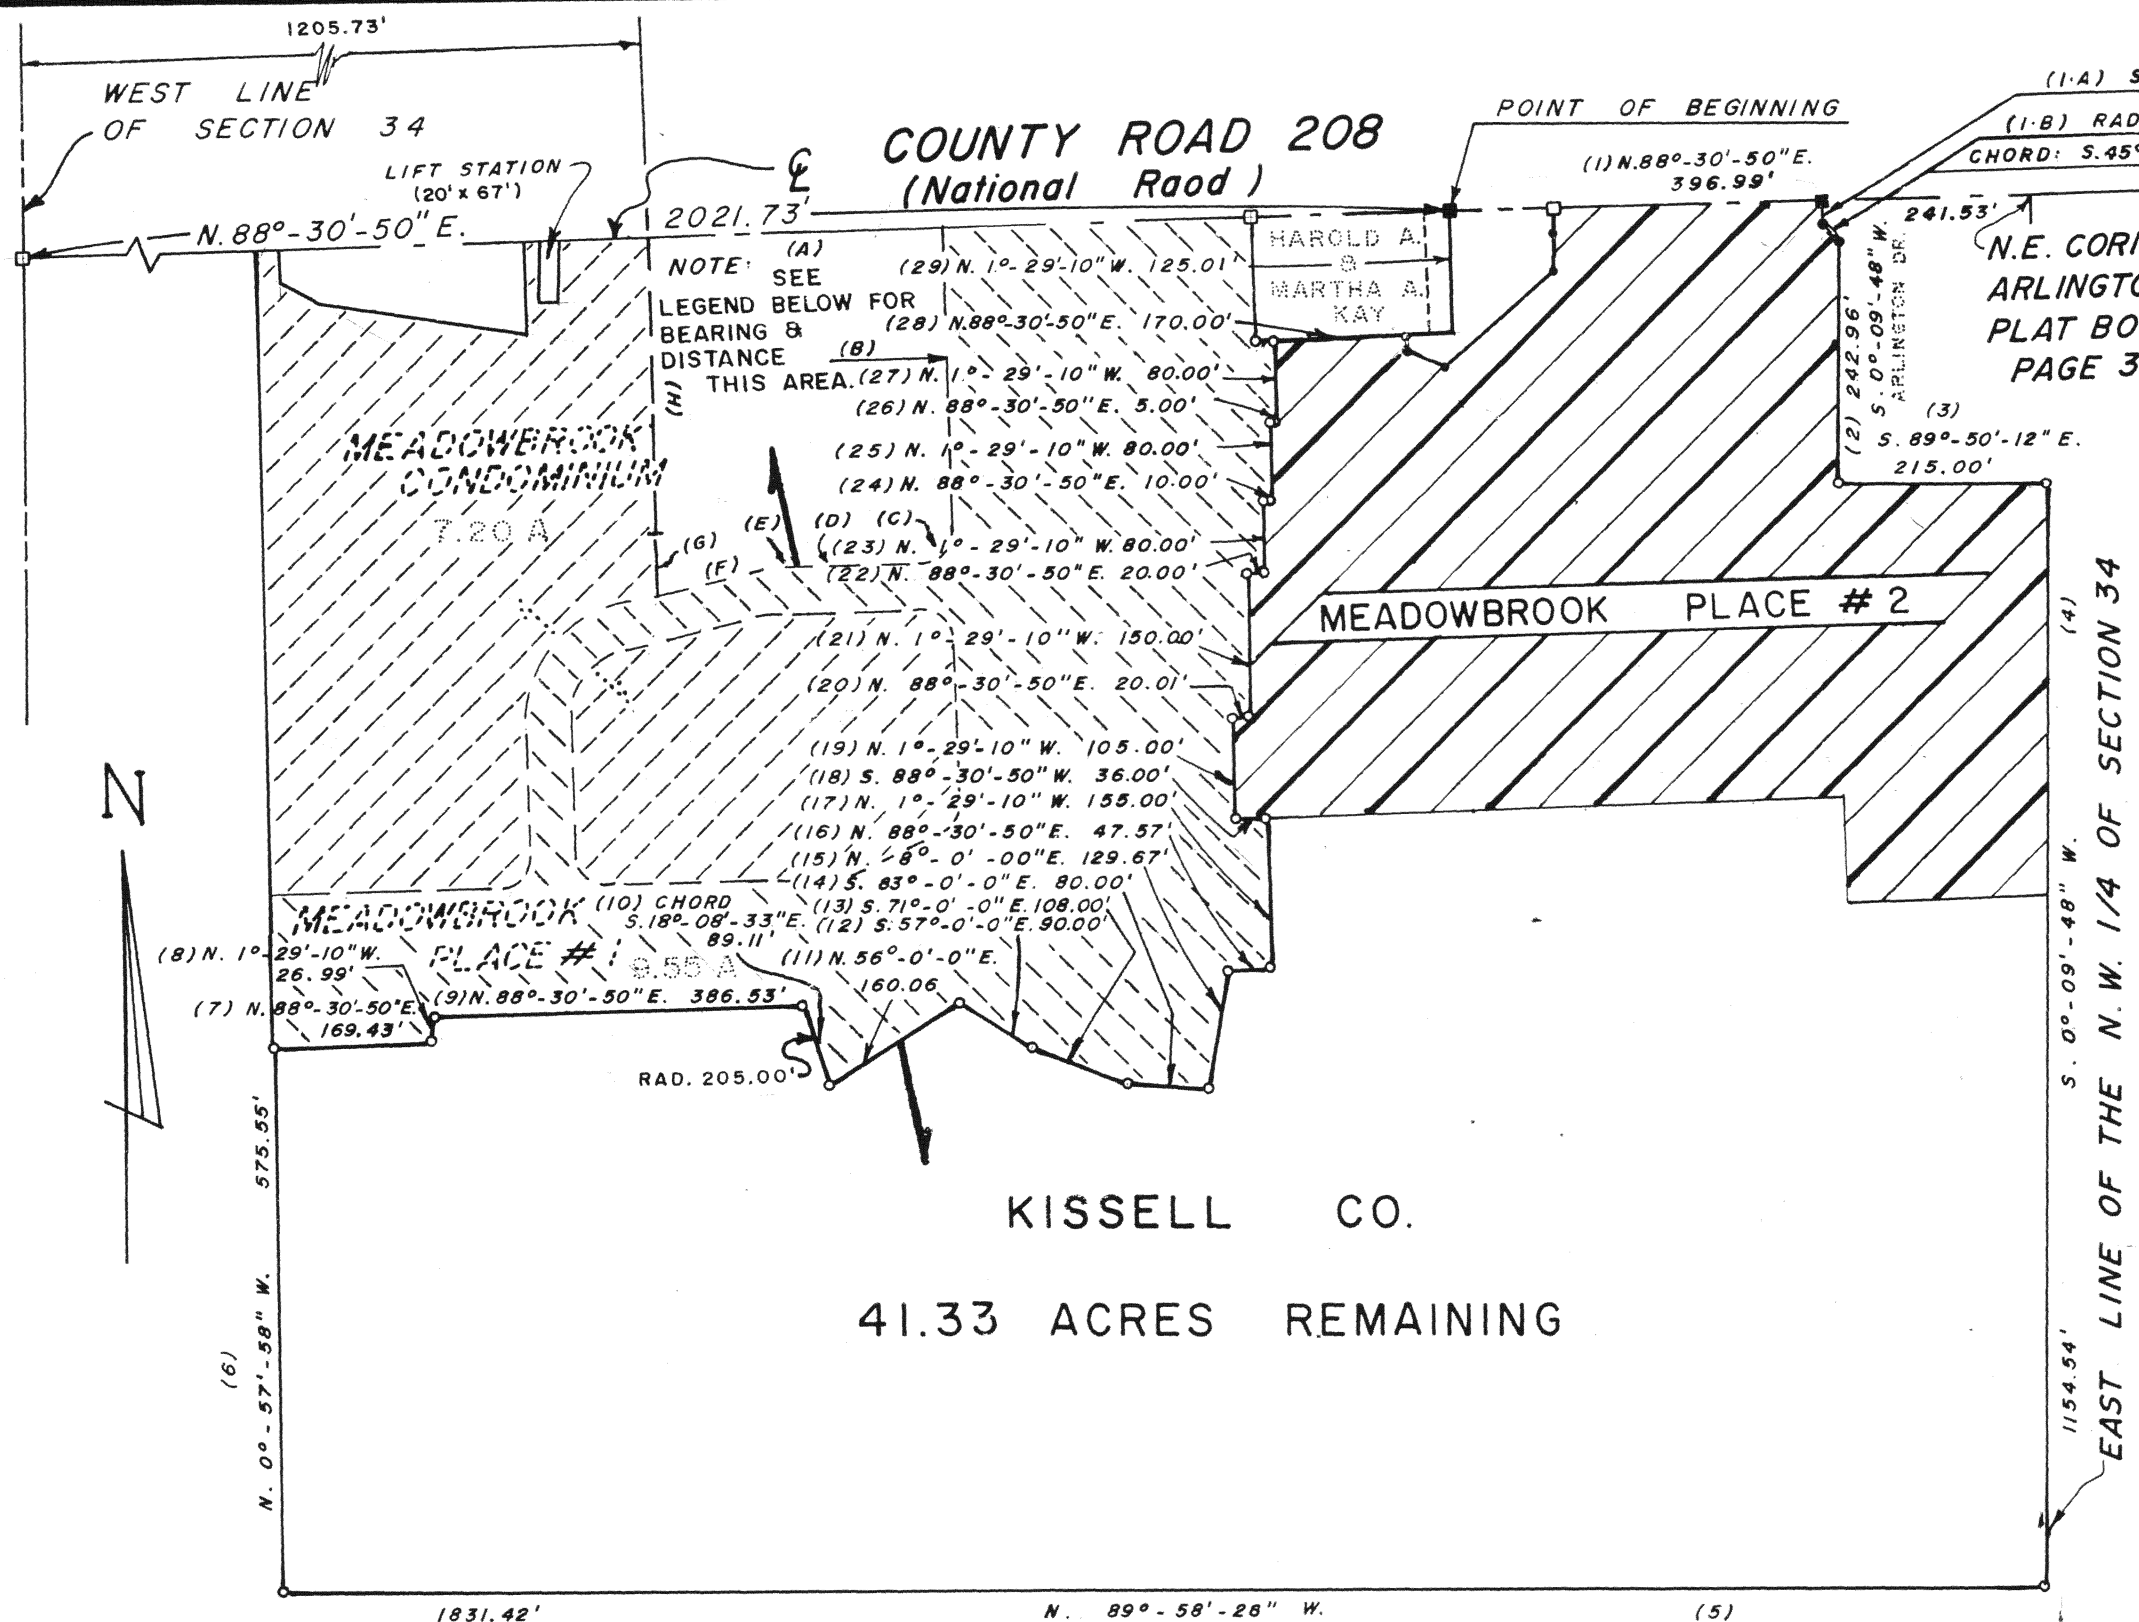 1205.73'
WEST LINE
OF SECTION 34
LIFT STATION
(20' x 67')
N. 88°-30'-50" E.
2021.73'
COUNTY ROAD 208
(National Raod )
POINT OF BEGINNING
(1) N. 88°-30'-50" E.
396.99'
(1·A) S
(1·B) RAD
CHORD: S. 45°
241.53'
N.E. CORN
ARLINGTO
PLAT BO
PAGE 3
ARLINGTON DR.
(2) 242.96'
S. 0°-09'-48" W.
(3)
S. 89°-50'-12" E.
215.00'
HAROLD A.
&
MARTHA A.
KAY
(A)
NOTE: SEE
LEGEND BELOW FOR
BEARING &
DISTANCE
THIS AREA.
(B)
(H)
(29) N. 1°-29'-10" W. 125.01'
(28) N. 88°-30'-50" E. 170.00'
(27) N. 1°-29'-10" W. 80.00'
(26) N. 88°-30'-50" E. 5.00'
(25) N. 1°-29'-10" W. 80.00'
(24) N. 88°-30'-50" E. 10.00'
(E) (D) (C)
(G)
(F)
(23) N. 1°-29'-10" W. 80.00'
(22) N. 88°-30'-50" E. 20.00'
(21) N. 1°-29'-10" W. 150.00'
(20) N. 88°-30'-50" E. 20.01'
(19) N. 1°-29'-10" W. 105.00'
(18) S. 88°-30'-50" W. 36.00'
(17) N. 1°-29'-10" W. 155.00'
(16) N. 88°-30'-50" E. 47.57'
(15) N. 8°-0'-00" E. 129.67'
(14) S. 83°-0'-0" E. 80.00'
(13) S. 71°-0'-0" E. 108.00'
(12) S. 57°-0'-0" E. 90.00'
(11) N. 56°-0'-0" E.
160.06
(10) CHORD
S. 18°-08'-33" E.
89.11'
RAD. 205.00'
MEADOWBROOK
CONDOMINIUM
7.20 A
MEADOWBROOK PLACE # 2
MEADOWBROOK
PLACE # 1
9.55 A
(8) N. 1°-29'-10" W.
26.99'
(9) N. 88°-30'-50" E. 386.53'
(7) N. 88°-30'-50" E.
169.43'
N
(6)
N. 0°-57'-58" W. 575.55'
KISSELL CO.
41.33 ACRES REMAINING
(4)
S. 0°-09'-48" W.
1154.54'
EAST LINE OF THE N.W. 1/4 OF SECTION 34
1831.42' N. 89°-58'-28" W. (5)